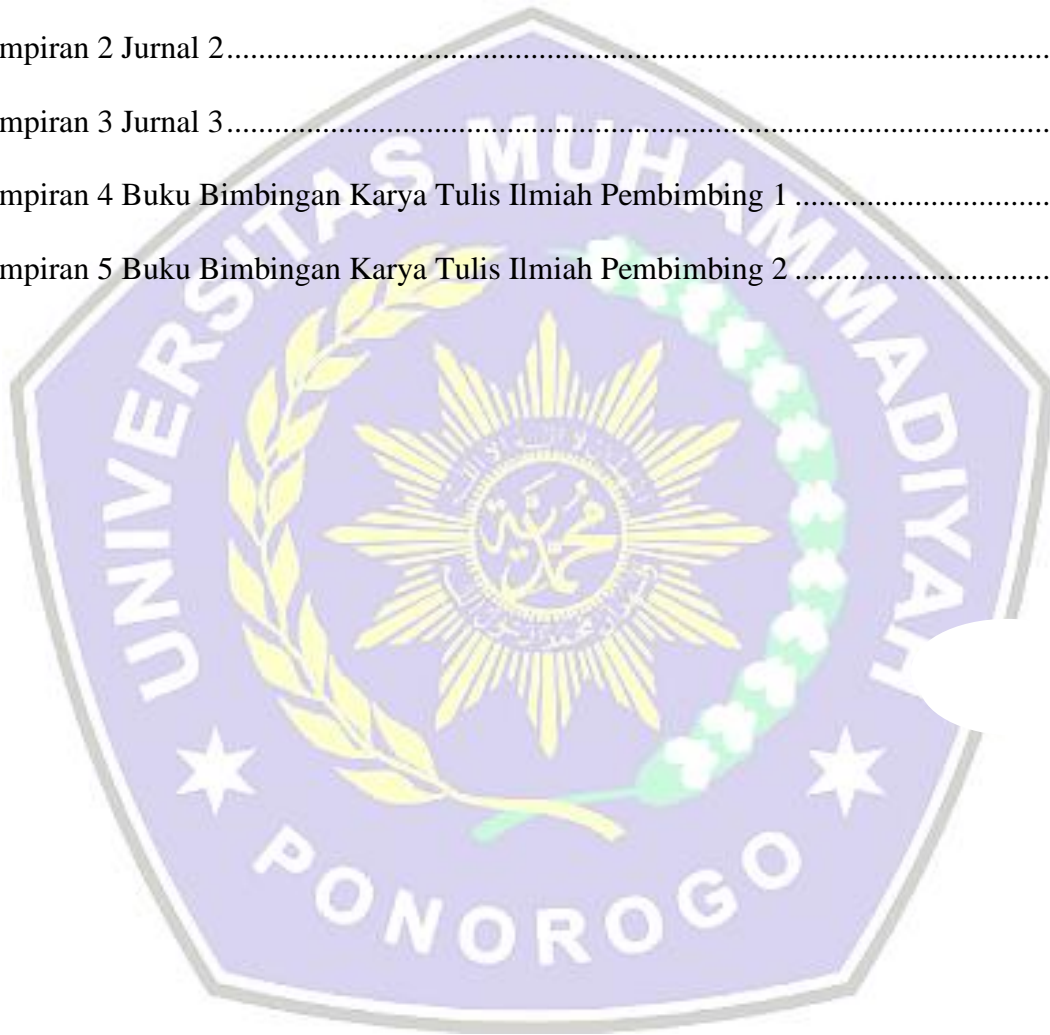 mpiran 2 Jurnal 2..........................................................................................................
mpiran 3 Jurnal 3..........................................................................................................
mpiran 4 Buku Bimbingan Karya Tulis Ilmiah Pembimbing 1 ................................
mpiran 5 Buku Bimbingan Karya Tulis Ilmiah Pembimbing 2 ................................
UNIVERSITAS MUHAMMADIYAH
محمدية
PONOROGO